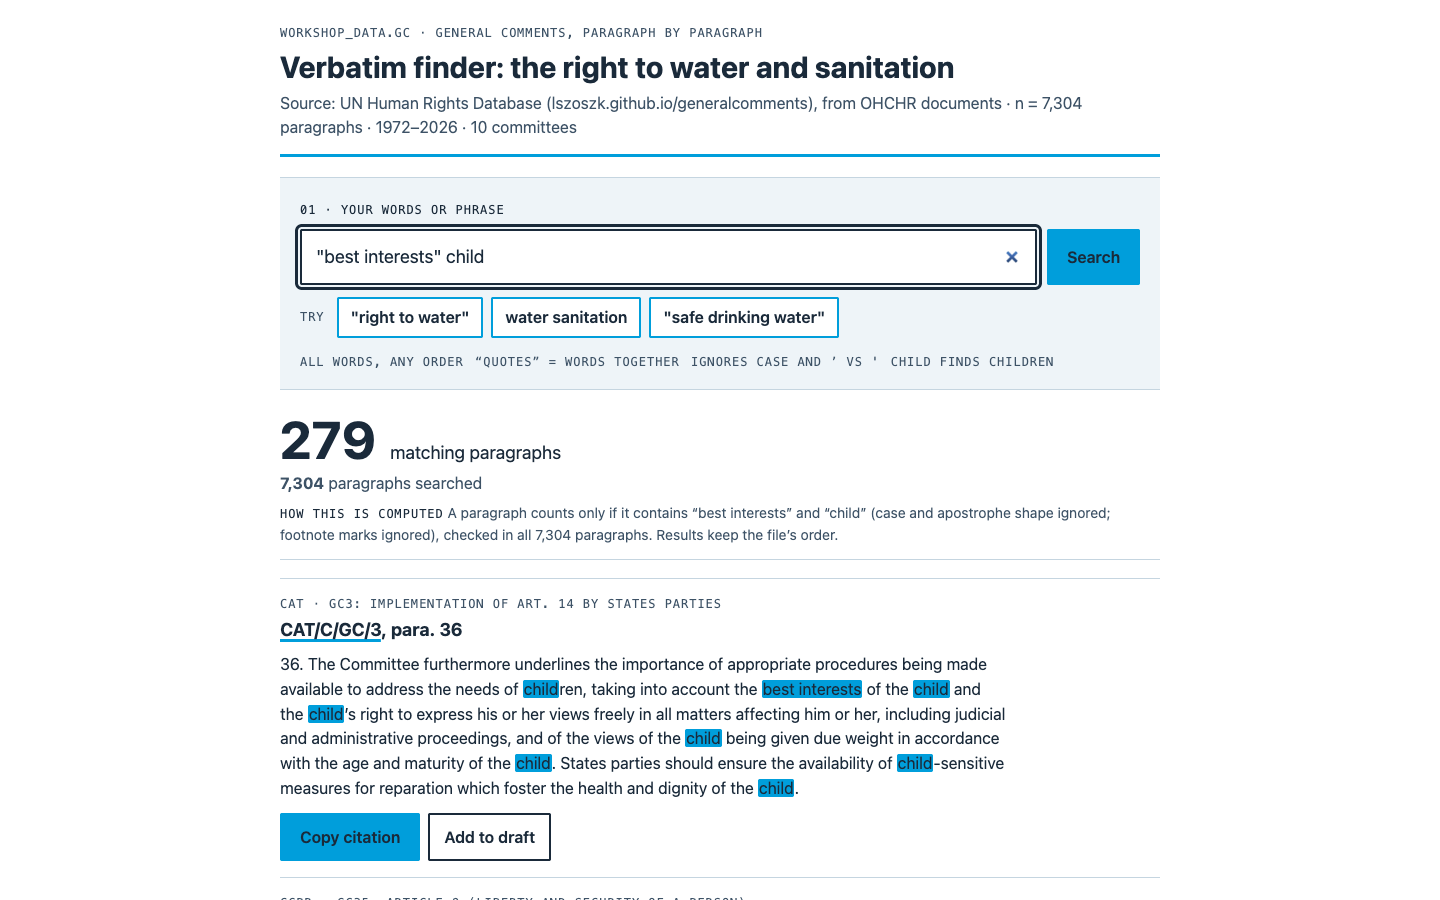 WORKSHOP_DATA.GC · GENERAL COMMENTS, PARAGRAPH BY PARAGRAPH
Verbatim finder: the right to water and sanitation
Source: UN Human Rights Database (lszoszk.github.io/generalcomments), from OHCHR documents · n = 7,304
paragraphs · 1972–2026 · 10 committees
01 · YOUR WORDS OR PHRASE
"best interests" child
×
Search
TRY
"right to water"
water sanitation
"safe drinking water"
ALL WORDS, ANY ORDER “QUOTES” = WORDS TOGETHER IGNORES CASE AND ’ VS ' CHILD FINDS CHILDREN
279 matching paragraphs
7,304 paragraphs searched
HOW THIS IS COMPUTED A paragraph counts only if it contains “best interests” and “child” (case and apostrophe shape ignored;
footnote marks ignored), checked in all 7,304 paragraphs. Results keep the file’s order.
CAT · GC3: IMPLEMENTATION OF ART. 14 BY STATES PARTIES
CAT/C/GC/3, para. 36
36. The Committee furthermore underlines the importance of appropriate procedures being made
available to address the needs of children, taking into account the best interests of the child and
the child’s right to express his or her views freely in all matters affecting him or her, including judicial
and administrative proceedings, and of the views of the child being given due weight in accordance
with the age and maturity of the child. States parties should ensure the availability of child-sensitive
measures for reparation which foster the health and dignity of the child.
Copy citation
Add to draft